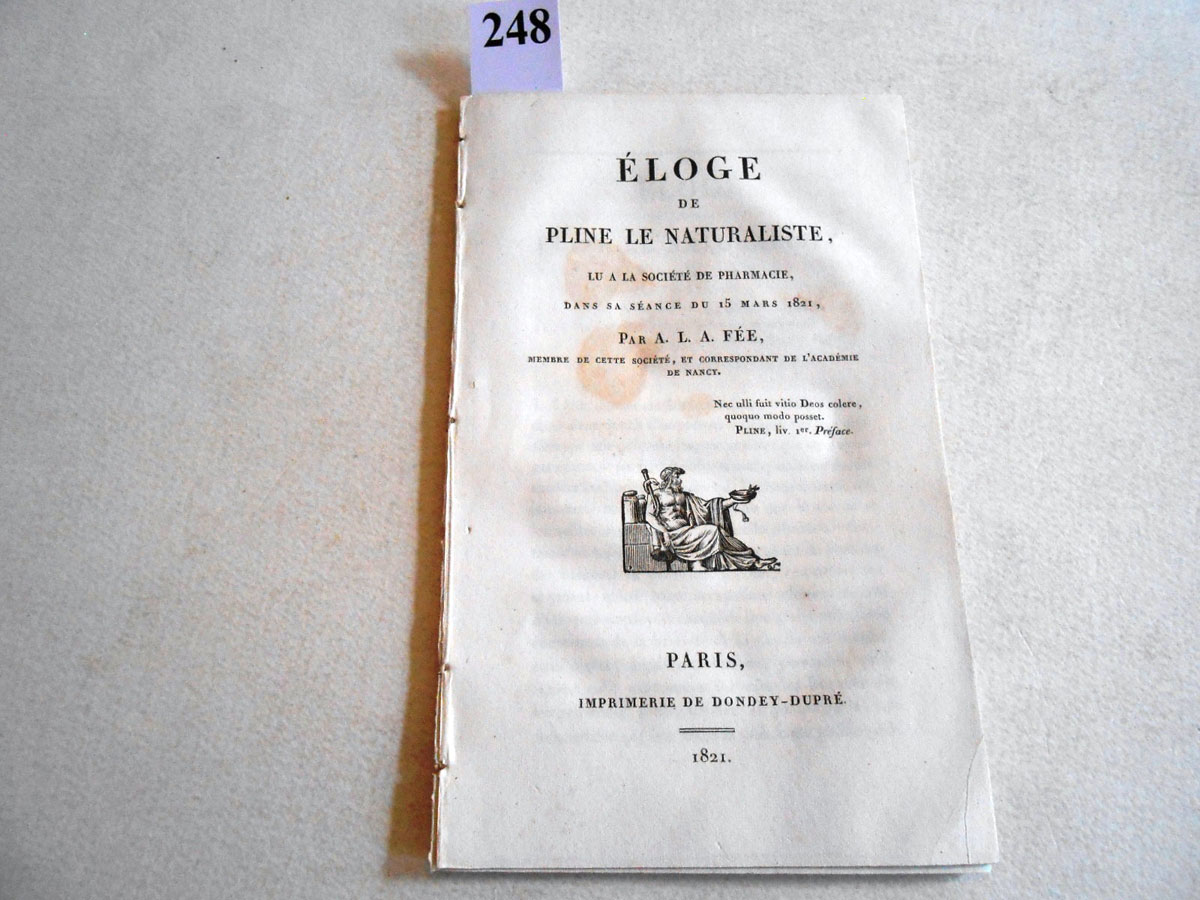 248
ÉLOGE
DE
PLINE LE NATURALISTE,
LU A LA SOCIÉTÉ DE PHARMACIE,
DANS SA SÉANCE DU 15 MARS 1821,
PAR A. L. A. FÉE,
MEMBRE DE CETTE SOCIÉTÉ, ET CORRESPONDANT DE L'ACADÉMIE
DE NANCY.
Nec ulli fuit vitio Deos colere,
quoquo modo posset.
PLINE, liv. 1er. Préface.
PARIS,
IMPRIMERIE DE DONDEY-DUPRÉ.
1821.